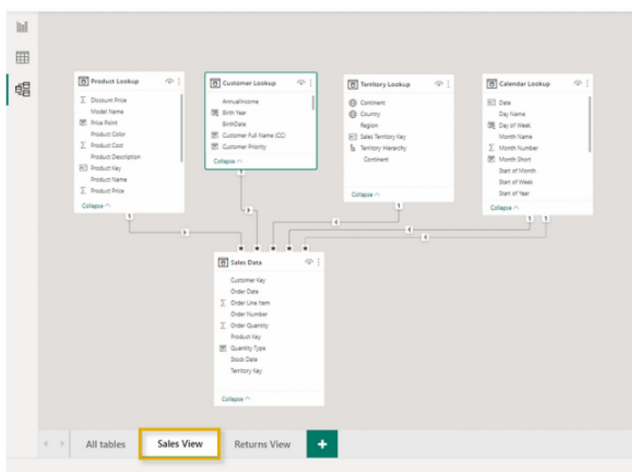 Product Lookup
Discount Price
Model Name
Price Point
Product Color
Product Cost
Product Description
Product Key
Product Name
Product Price
Collapse
Customer Lookup
AnnualIncome
Birth Year
BirthDate
Customer Full Name (CC)
Customer Priority
Collapse
Territory Lookup
Continent
Country
Region
Sales Territory Key
Territory Hierarchy
Continent
Collapse
Calendar Lookup
Date
Day Name
Day of Week
Month Name
Month Number
Month Short
Start of Month
Start of Week
Start of Year
Collapse
1
1
1
1 1
* * * * *
Sales Data
Customer Key
Order Date
Order Line Item
Order Number
Order Quantity
Product Key
Quantity Type
Stock Date
Territory Key
Collapse
All tables Sales View Returns View +